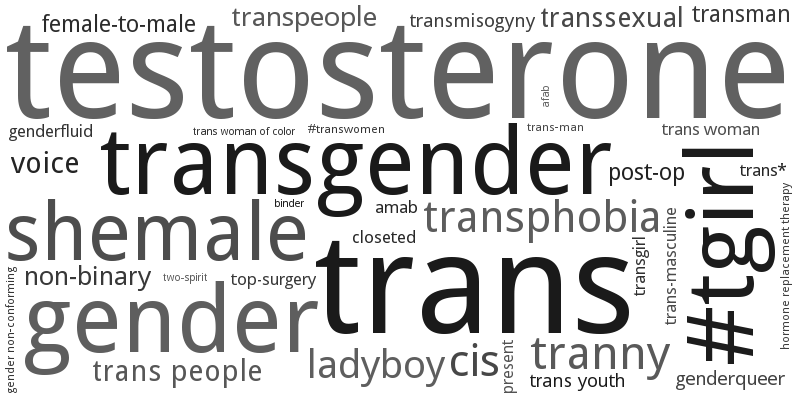 female-to-male
transpeople
transmisogyny
transsexual
transman
testosterone
afab
genderfluid
trans woman of color
#transwomen
trans-man
trans woman
voice
transgender
post-op
trans*
#tgirl
shemale
binder
amab
transphobia
closeted
trans
transgirl
trans-masculine
hormone replacement therapy
gender non-conforming
non-binary
two-spirit
top-surgery
gender
trans people
ladyboy
cis
present
tranny
trans youth
genderqueer